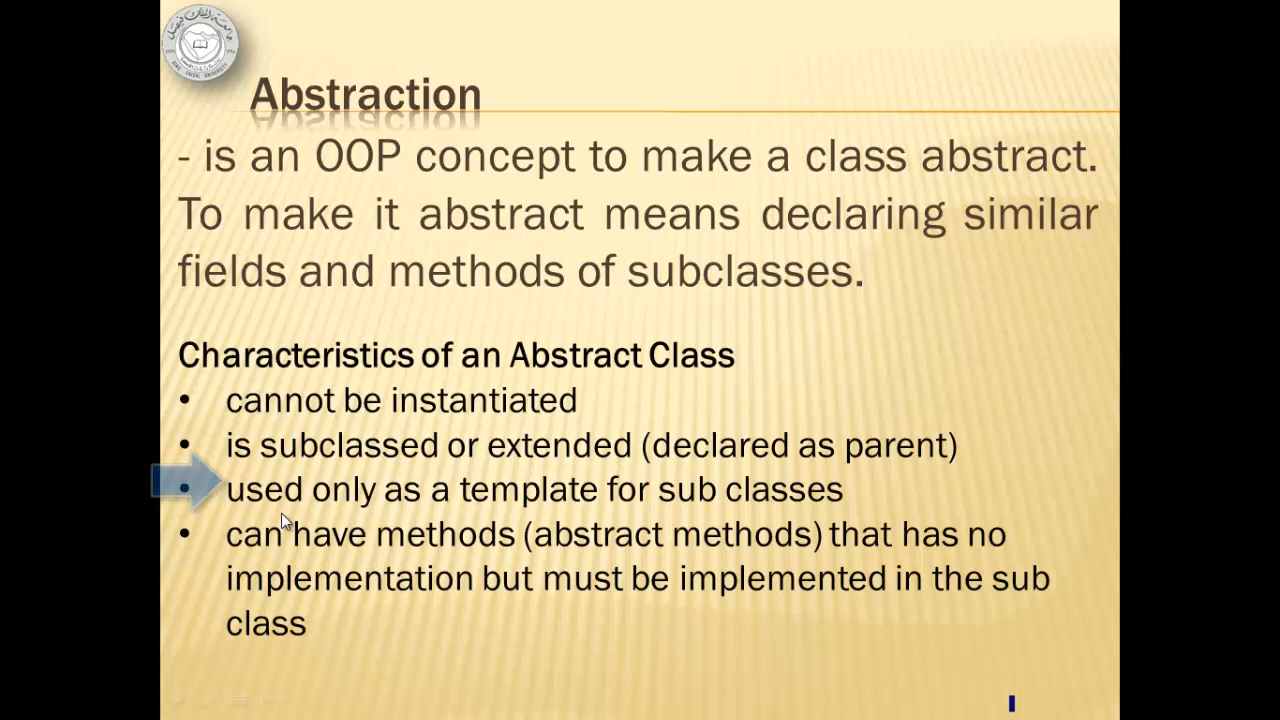 Abstraction
- is an OOP concept to make a class abstract.
To make it abstract means declaring similar
fields and methods of subclasses.
Characteristics of an Abstract Class
• cannot be instantiated
• is subclassed or extended (declared as parent)
• used only as a template for sub classes
• can have methods (abstract methods) that has no
implementation but must be implemented in the sub
class